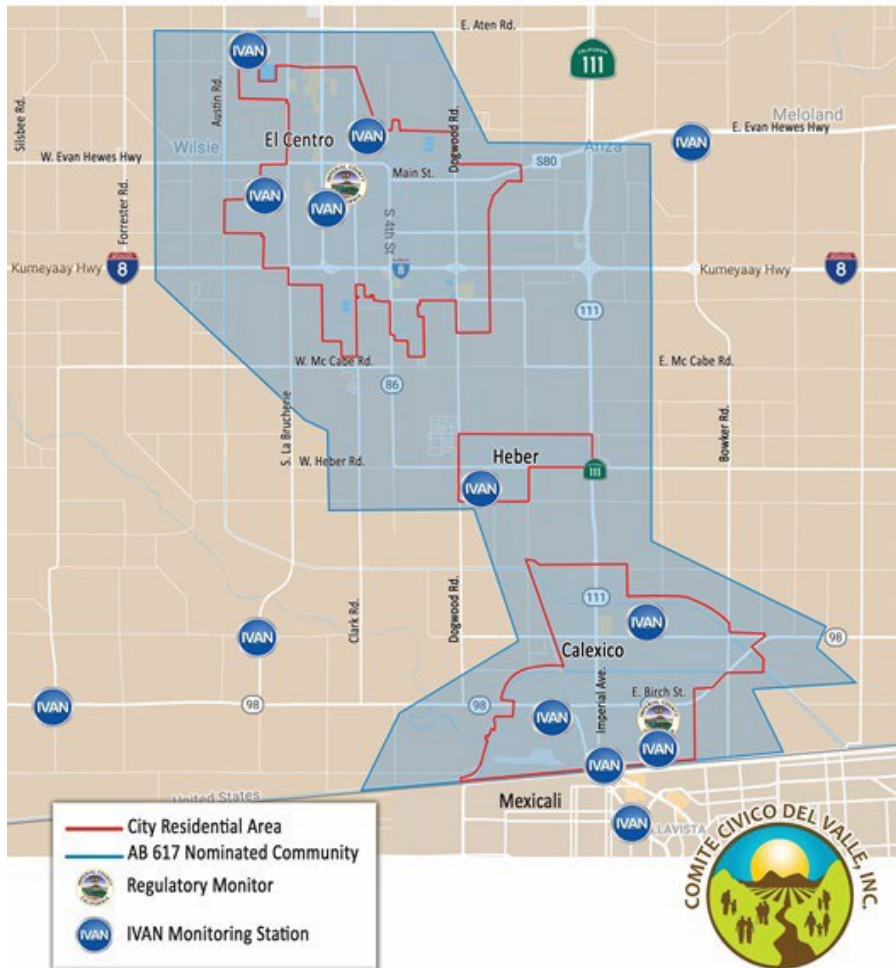 E. Aten Rd.
IVAN
CALIFORNIA
111
Silsbee Rd.
Austin Rd.
Dogwood Rd.
Meloland
El Centro
IVAN
E. Evan Hewes Hwy
Wilsie
Ariza
IVAN
W. Evan Hewes Hwy
Main St.
S80
IVAN
IVAN
Forrester Rd.
S 4th St
Kumeyaay Hwy
8
8
Kumeyaay Hwy
8
111
W. Mc Cabe Rd.
E. Mc Cabe Rd.
86
S. La Brucherie
Bowker Rd.
W. Heber Rd.
Heber
111
IVAN
Clark Rd.
Dogwood Rd.
111
IVAN
IVAN
98
Calexico
Imperial Ave.
E. Birch St.
IVAN
98
98
IVAN
IVAN
IVAN
United States
Mexicali
IVAN
LLAVISTA
City Residential Area
AB 617 Nominated Community
Regulatory Monitor
IVAN
IVAN Monitoring Station
COMITE CIVICO DEL VALLE, INC.